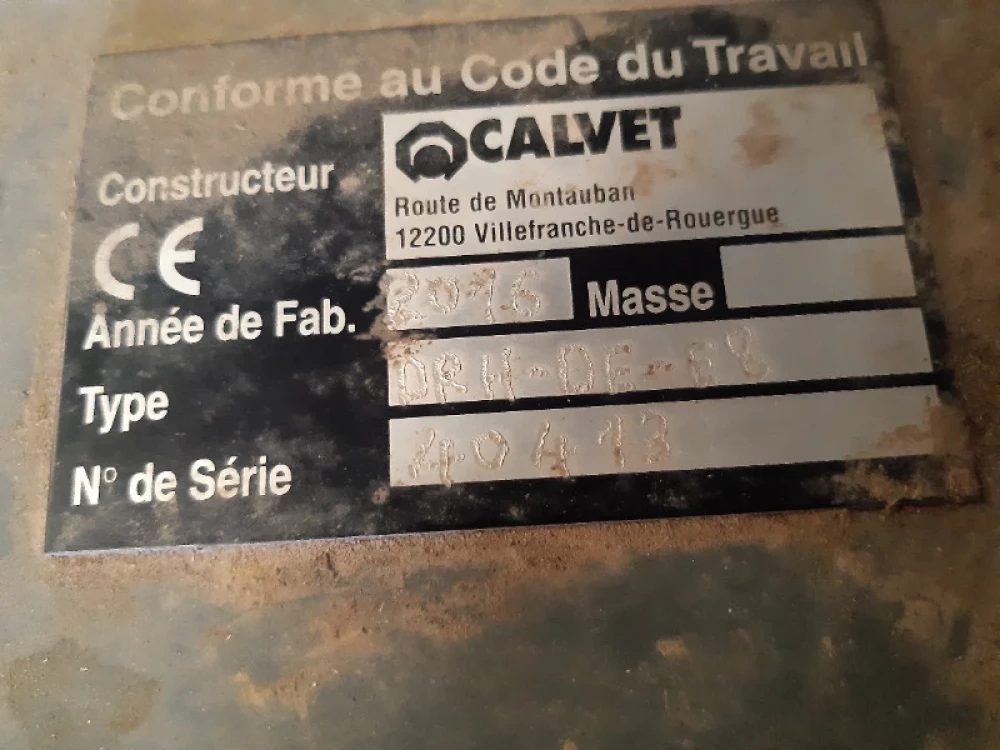 Conforme au Code du Travail
Constructeur
CALVET
Route de Montauban
12200 Villefranche-de-Rouergue
CE
Année de Fab. 2016 Masse
Type DRH-DE-E8
N° de Série 40413